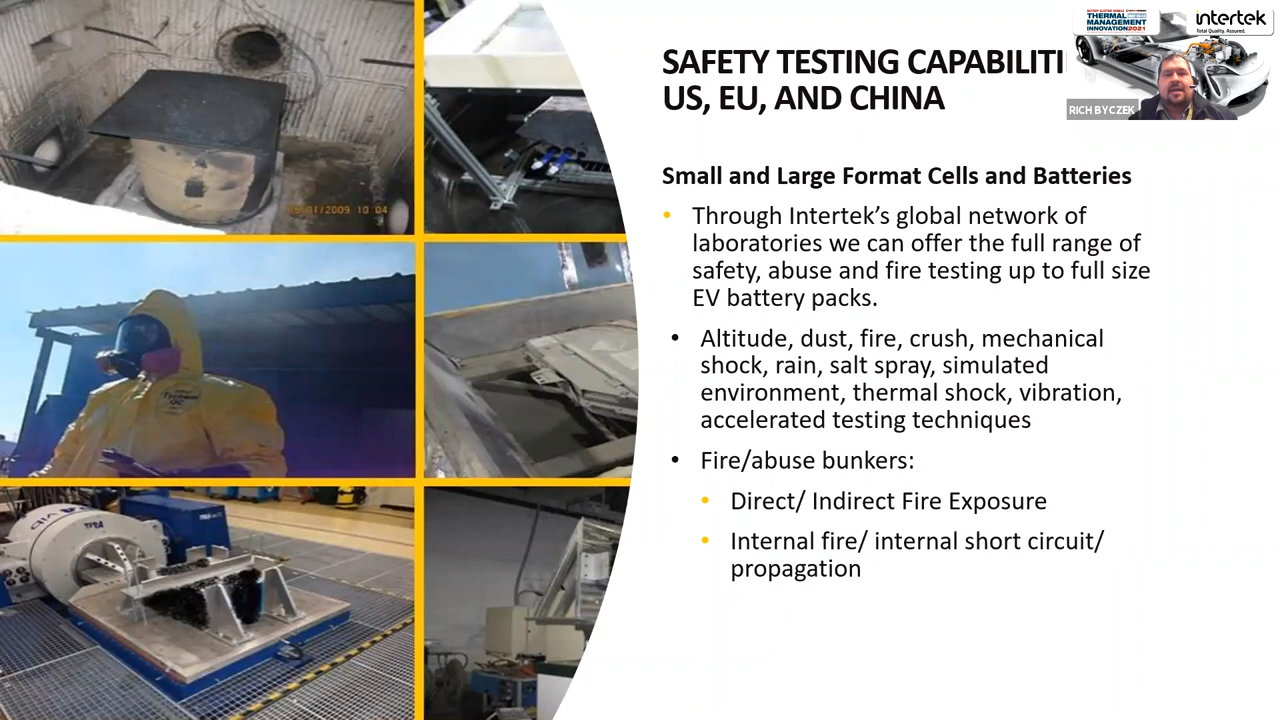 SAFETY TESTING CAPABILITI
US, EU, AND CHINA
THERMAL
MANAGEMENT
INNOVATION2021
intertek
Total Quality. Assured.
RICH BYCZEK
Small and Large Format Cells and Batteries
• Through Intertek’s global network of
laboratories we can offer the full range of
safety, abuse and fire testing up to full size
EV battery packs.
• Altitude, dust, fire, crush, mechanical
shock, rain, salt spray, simulated
environment, thermal shock, vibration,
accelerated testing techniques
• Fire/abuse bunkers:
• Direct/ Indirect Fire Exposure
• Internal fire/ internal short circuit/
propagation
09/01/2009 10:04